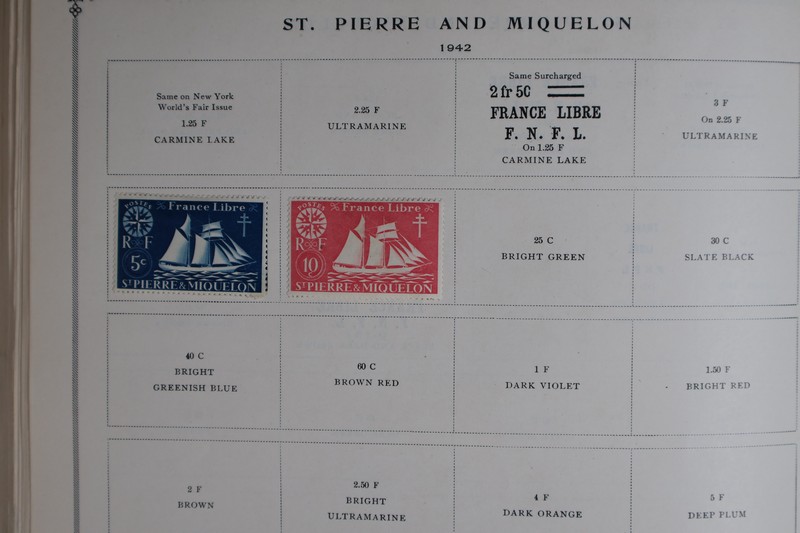 ST. PIERRE AND MIQUELON
1942
Same on New York
World's Fair Issue
1.25 F
CARMINE LAKE
2.25 F
ULTRAMARINE
Same Surcharged
2 fr 50
FRANCE LIBRE
F. N. F. L.
On 1.25 F
CARMINE LAKE
3 F
On 2.25 F
ULTRAMARINE
POSTES
France Libre
RF
5c
ST PIERRE & MIQUELON
POSTES
France Libre
RF
10
ST PIERRE & MIQUELON
25 C
BRIGHT GREEN
30 C
SLATE BLACK
40 C
BRIGHT
GREENISH BLUE
60 C
BROWN RED
1 F
DARK VIOLET
1.50 F
BRIGHT RED
2 F
BROWN
2.50 F
BRIGHT
ULTRAMARINE
4 F
DARK ORANGE
5 F
DEEP PLUM